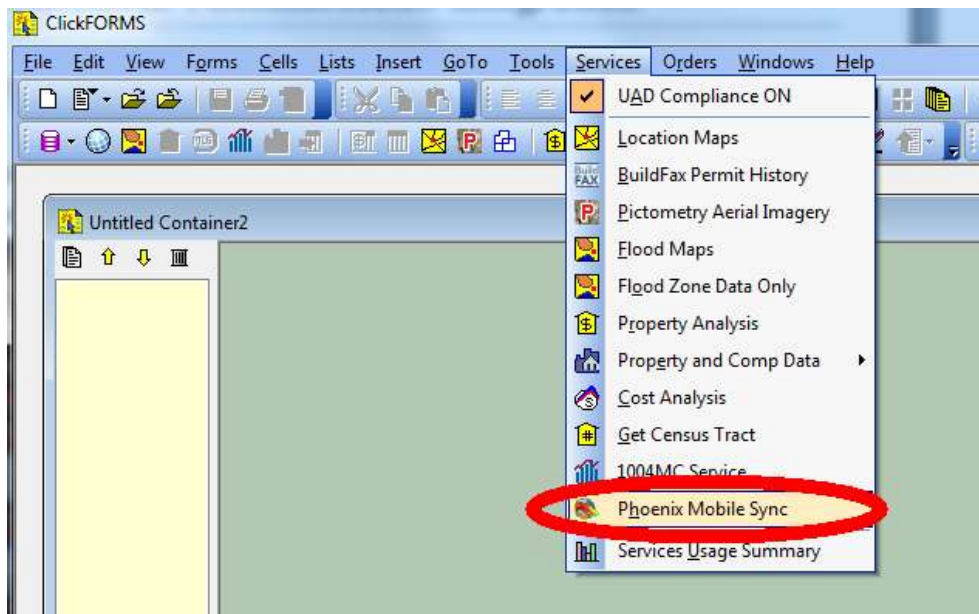 ClickFORMS
File Edit View Forms Cells Lists Insert GoTo Tools Services Orders Windows Help
UAD Compliance ON
Location Maps
BuildFax Permit History
Pictometry Aerial Imagery
Flood Maps
Flood Zone Data Only
Property Analysis
Property and Comp Data
Cost Analysis
Get Census Tract
1004MC Service
Phoenix Mobile Sync
Services Usage Summary
Untitled Container2